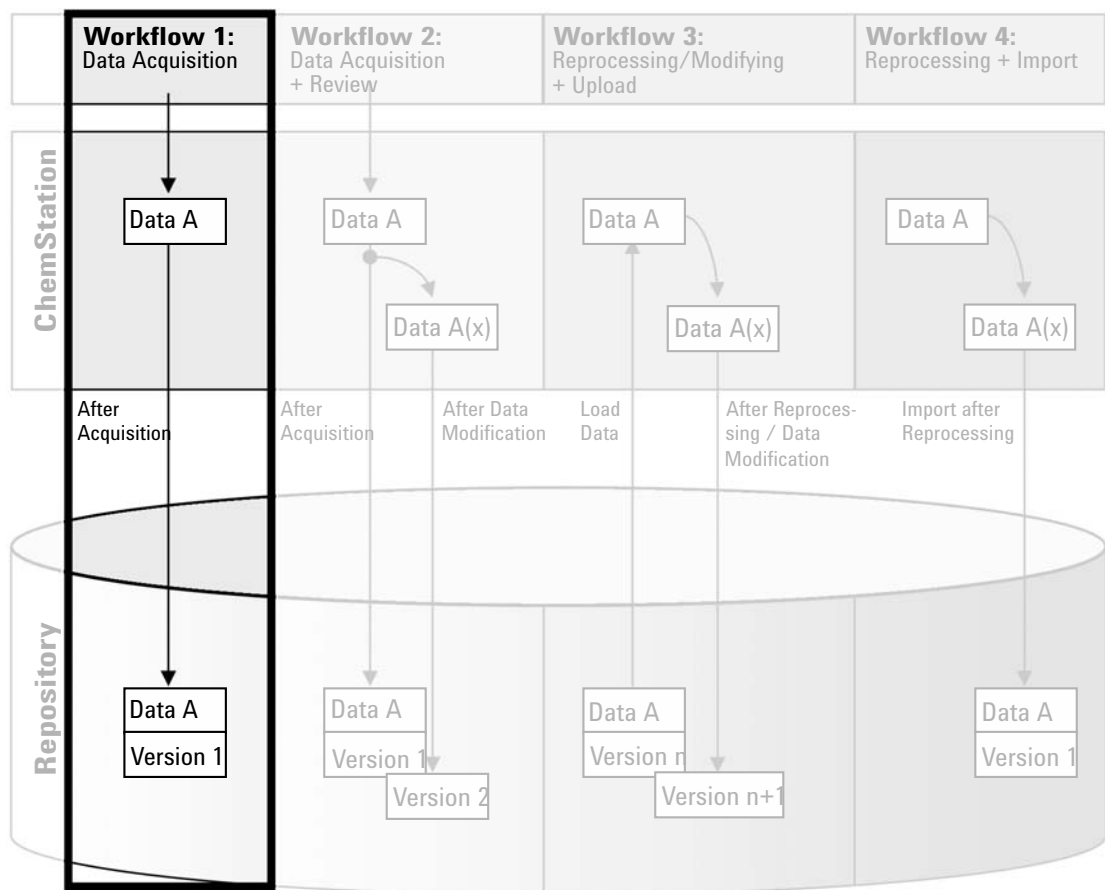 Workflow 1:
Data Acquisition
Workflow 2:
Data Acquisition
+ Review
Workflow 3:
Reprocessing/Modifying
+ Upload
Workflow 4:
Reprocessing + Import
ChemStation
Data A
Data A
Data A(x)
Data A
Data A(x)
Data A
Data A(x)
After
Acquisition
After
Acquisition
After Data
Modification
Load
Data
After Reproces-
sing / Data
Modification
Import after
Reprocessing
Repository
Data A
Version 1
Data A
Version 1
Version 2
Data A
Version n
Version n+1
Data A
Version 1